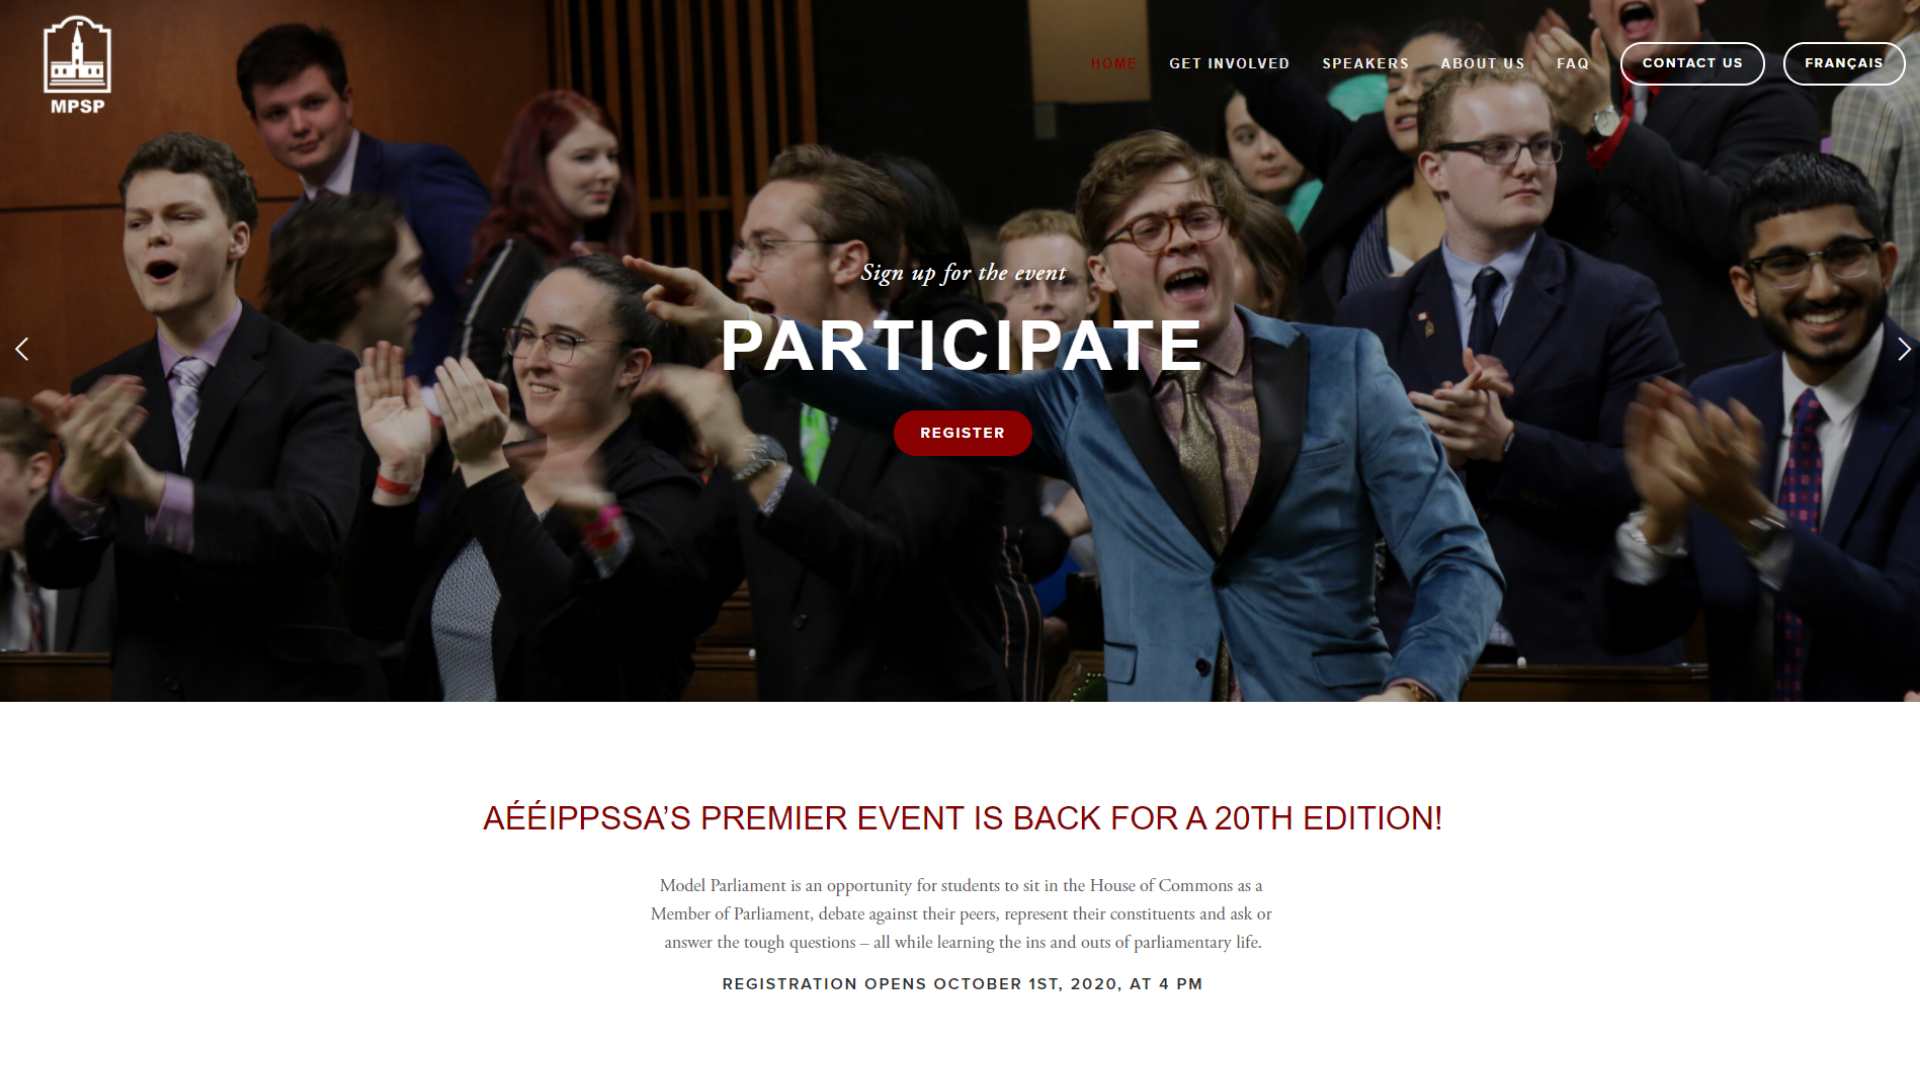 MPSP
HOME
GET INVOLVED
SPEAKERS
ABOUT US
FAQ
CONTACT US
FRANÇAIS
Sign up for the event
PARTICIPATE
REGISTER
AÉÉIPPSSA’S PREMIER EVENT IS BACK FOR A 20TH EDITION!
Model Parliament is an opportunity for students to sit in the House of Commons as a
Member of Parliament, debate against their peers, represent their constituents and ask or
answer the tough questions – all while learning the ins and outs of parliamentary life.
REGISTRATION OPENS OCTOBER 1ST, 2020, AT 4 PM